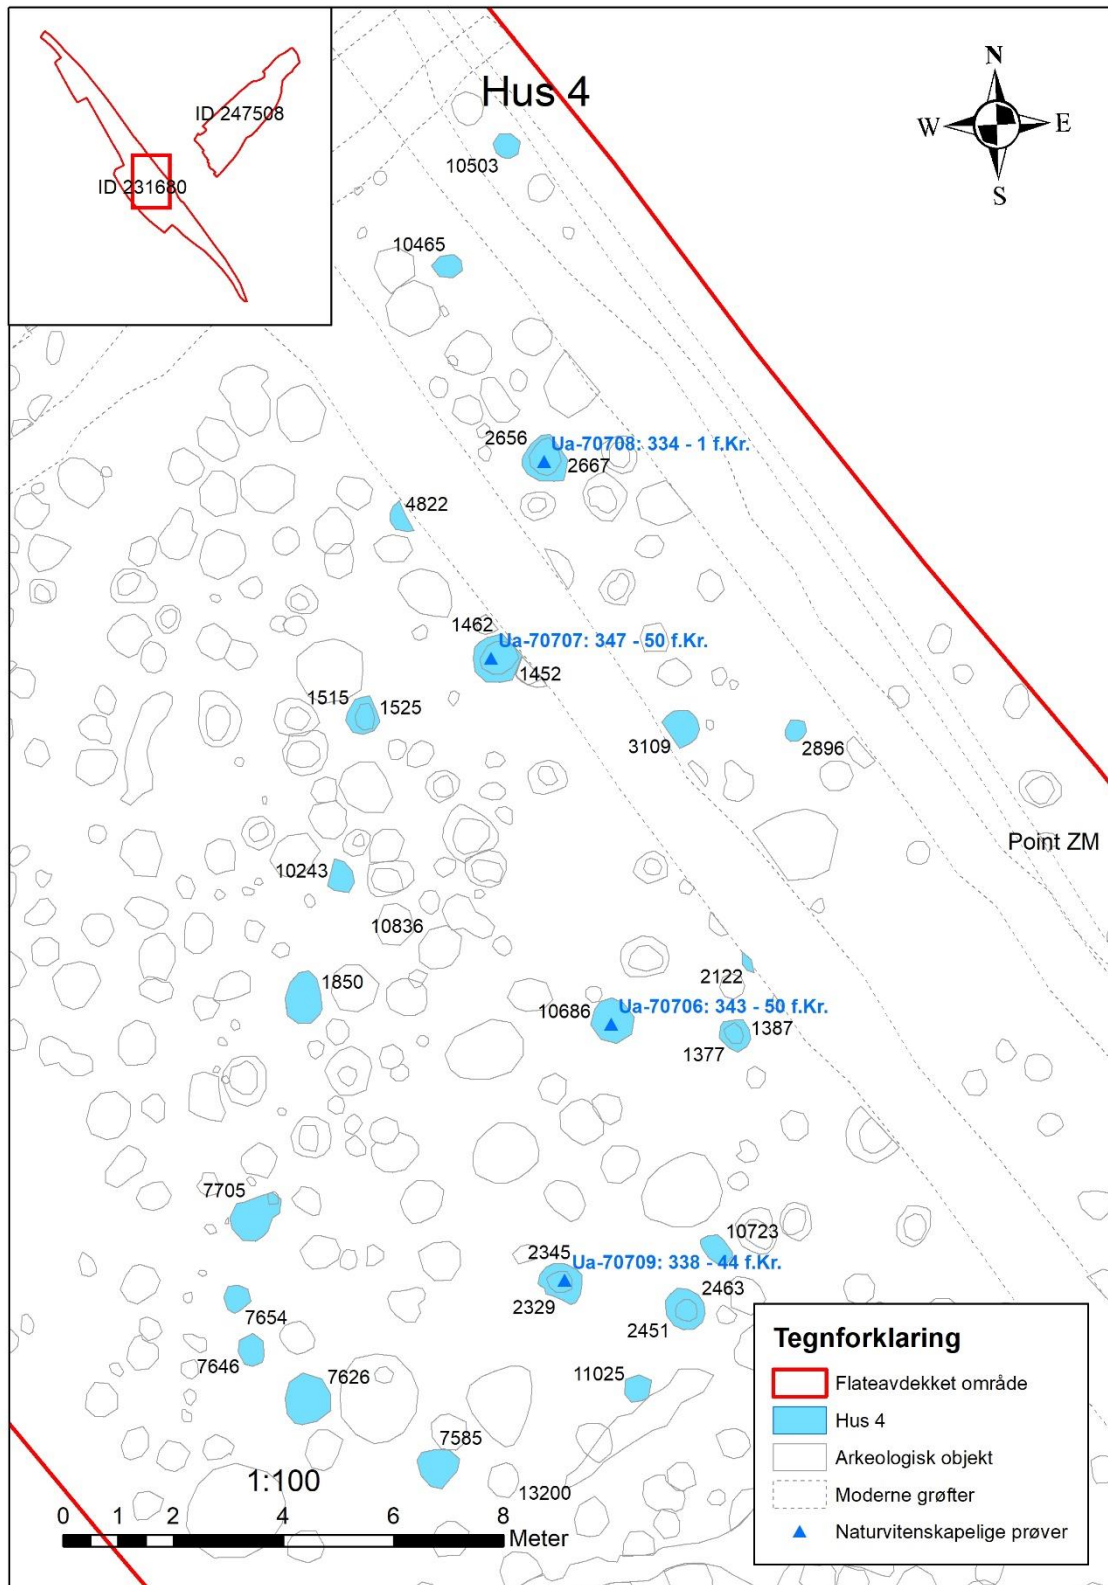 Hus 4
N
W
E
S
ID 247508
ID 231680
10503
10465
2656
Ua-70708: 334 - 1 f.Kr.
2667
4822
1462
Ua-70707: 347 - 50 f.Kr.
1452
1515
1525
3109
2896
Point ZM
10243
10836
2122
1850
10686
Ua-70706: 343 - 50 f.Kr.
1387
1377
7705
10723
2345
Ua-70709: 338 - 44 f.Kr.
2463
2329
2451
7654
7646
7626
11025
7585
13200
1:100
0 1 2 4 6 8
Meter
Tegnforklaring
Flateavdekket område
Hus 4
Arkeologisk objekt
Moderne grøfter
Naturvitenskapelige prøver